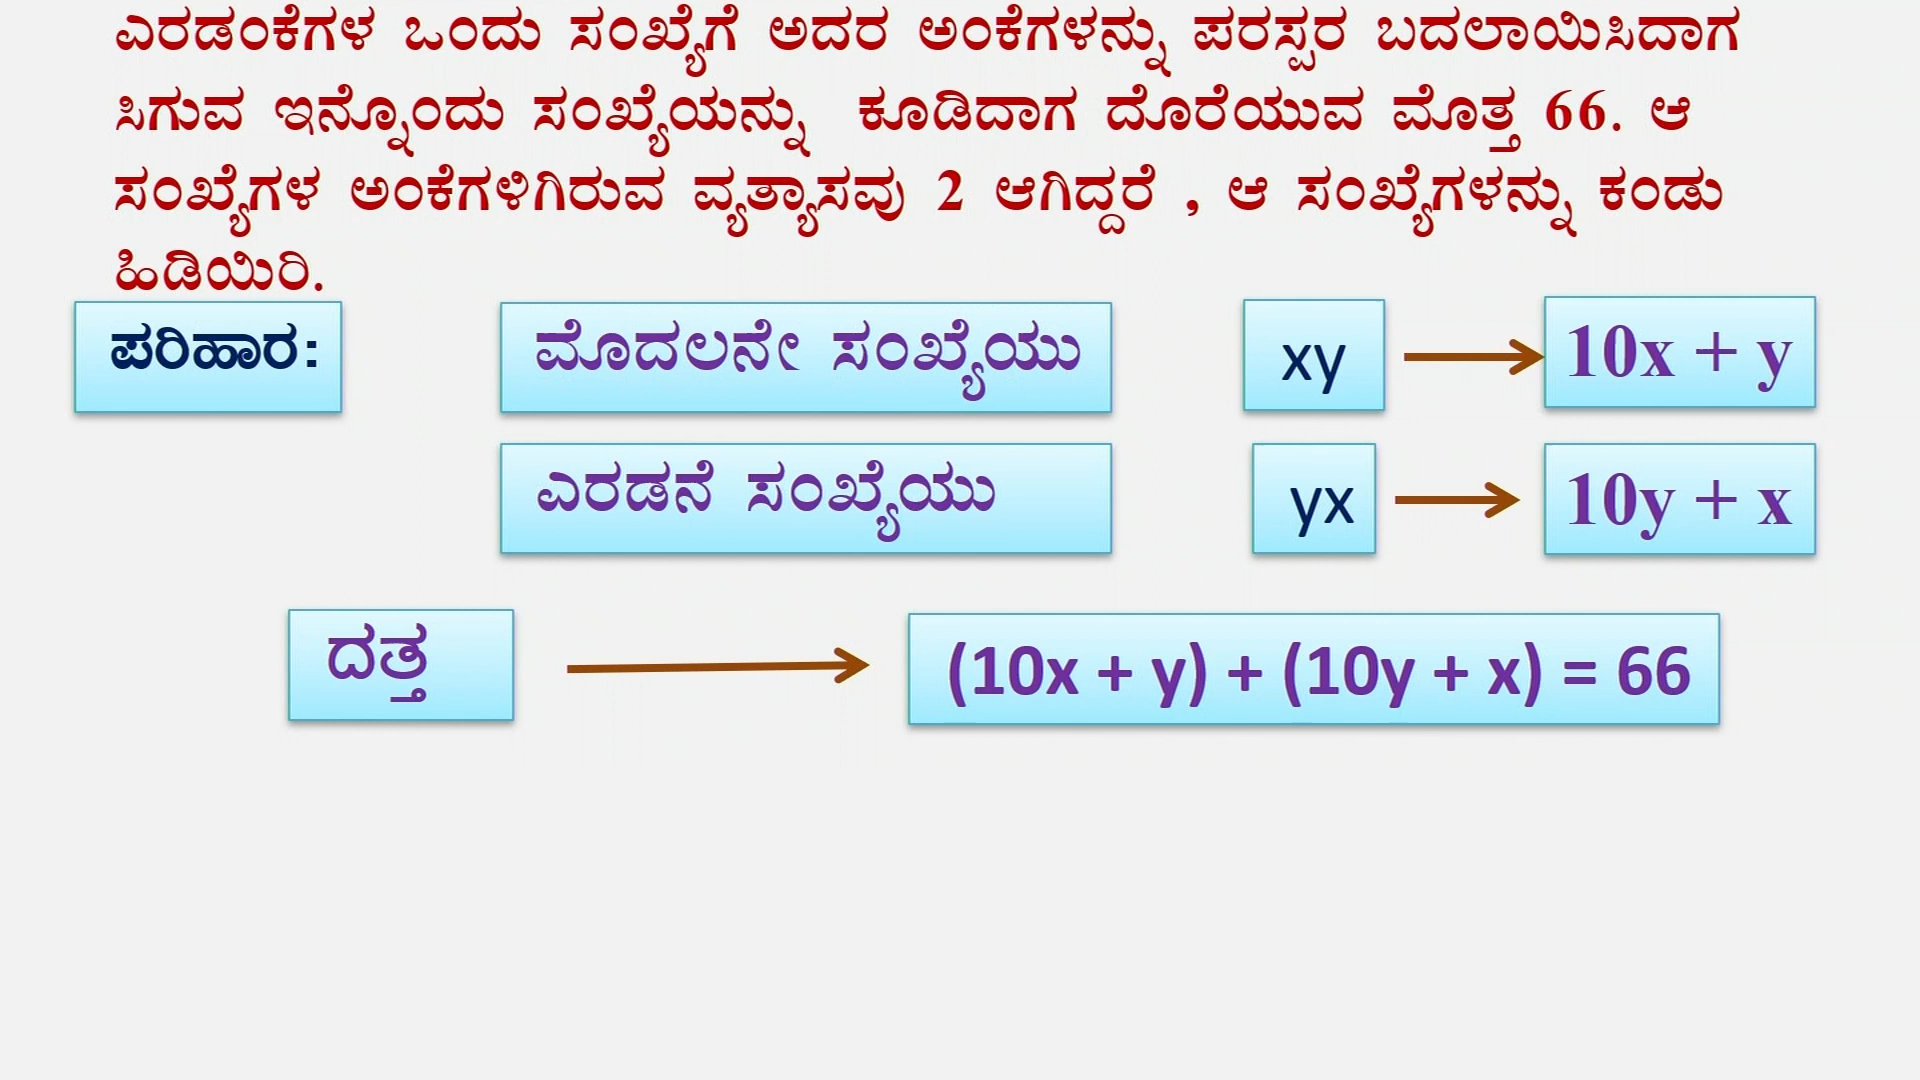 ಎರಡಂಕೆಗಳ ಒಂದು ಸಂಖ್ಯೆಗೆ ಅದರ ಅಂಕೆಗಳನ್ನು ಪರಸ್ಪರ ಬದಲಾಯಿಸಿದಾಗ
ಸಿಗುವ ಇನ್ನೊಂದು ಸಂಖ್ಯೆಯನ್ನು ಕೂಡಿದಾಗ ದೊರೆಯುವ ಮೊತ್ತ 66. ಆ
ಸಂಖ್ಯೆಗಳ ಅಂಕೆಗಳಿಗಿರುವ ವ್ಯತ್ಯಾಸವು 2 ಆಗಿದ್ದರೆ , ಆ ಸಂಖ್ಯೆಗಳನ್ನು ಕಂಡು
ಹಿಡಿಯಿರಿ.
ಪರಿಹಾರ: ಮೊದಲನೇ ಸಂಖ್ಯೆಯು xy 10x + y
ಎರಡನೆ ಸಂಖ್ಯೆಯು yx 10y + x
ದತ್ತ (10x + y) + (10y + x) = 66